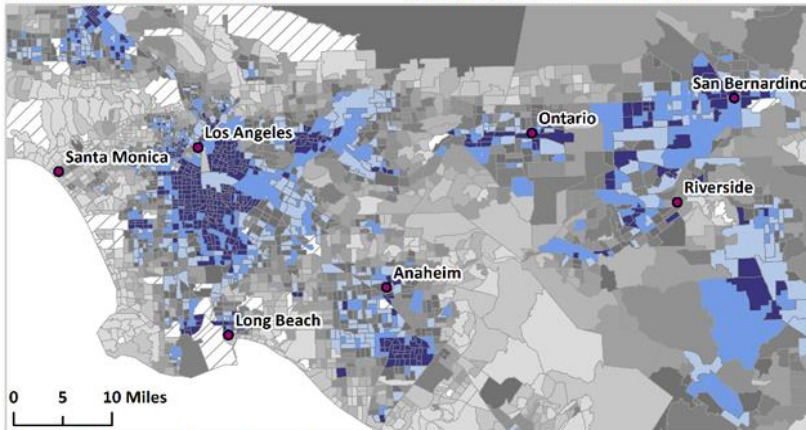 San Bernardino
Ontario
Los Angeles
Santa Monica
Riverside
Anaheim
Long Beach
0 5 10 Miles